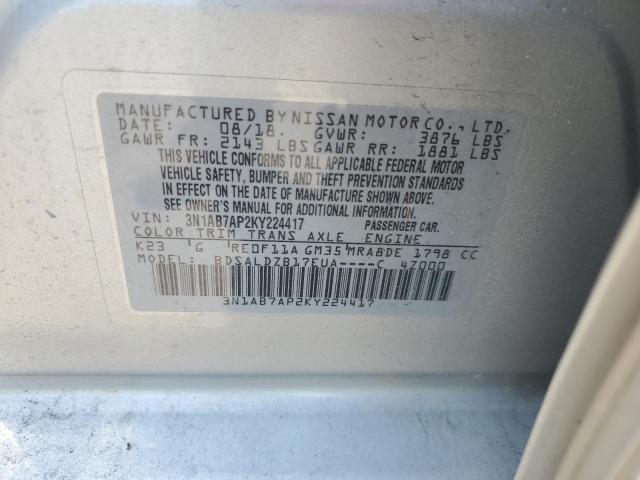 MANUFACTURED BY NISSAN MOTOR CO., LTD.
DATE: 08/18. GVWR: 3876 LBS
GAWR FR: 2143 LBS GAWR RR: 1881 LBS
THIS VEHICLE CONFORMS TO ALL APPLICABLE FEDERAL MOTOR
VEHICLE SAFETY, BUMPER AND THEFT PREVENTION STANDARDS
IN EFFECT ON THE DATE OF MANUFACTURE SHOWN ABOVE.
SEE OWNER'S MANUAL FOR ADDITIONAL INFORMATION.
VIN: 3N1AB7AP2KY224417 PASSENGER CAR.
COLOR TRIM TRANS AXLE ENGINE
K23 G RE0F11A GM35 MRA8DE 1798 CC
MODEL: BDSALDZB17EUA----C 47000
3N1AB7AP2KY224417